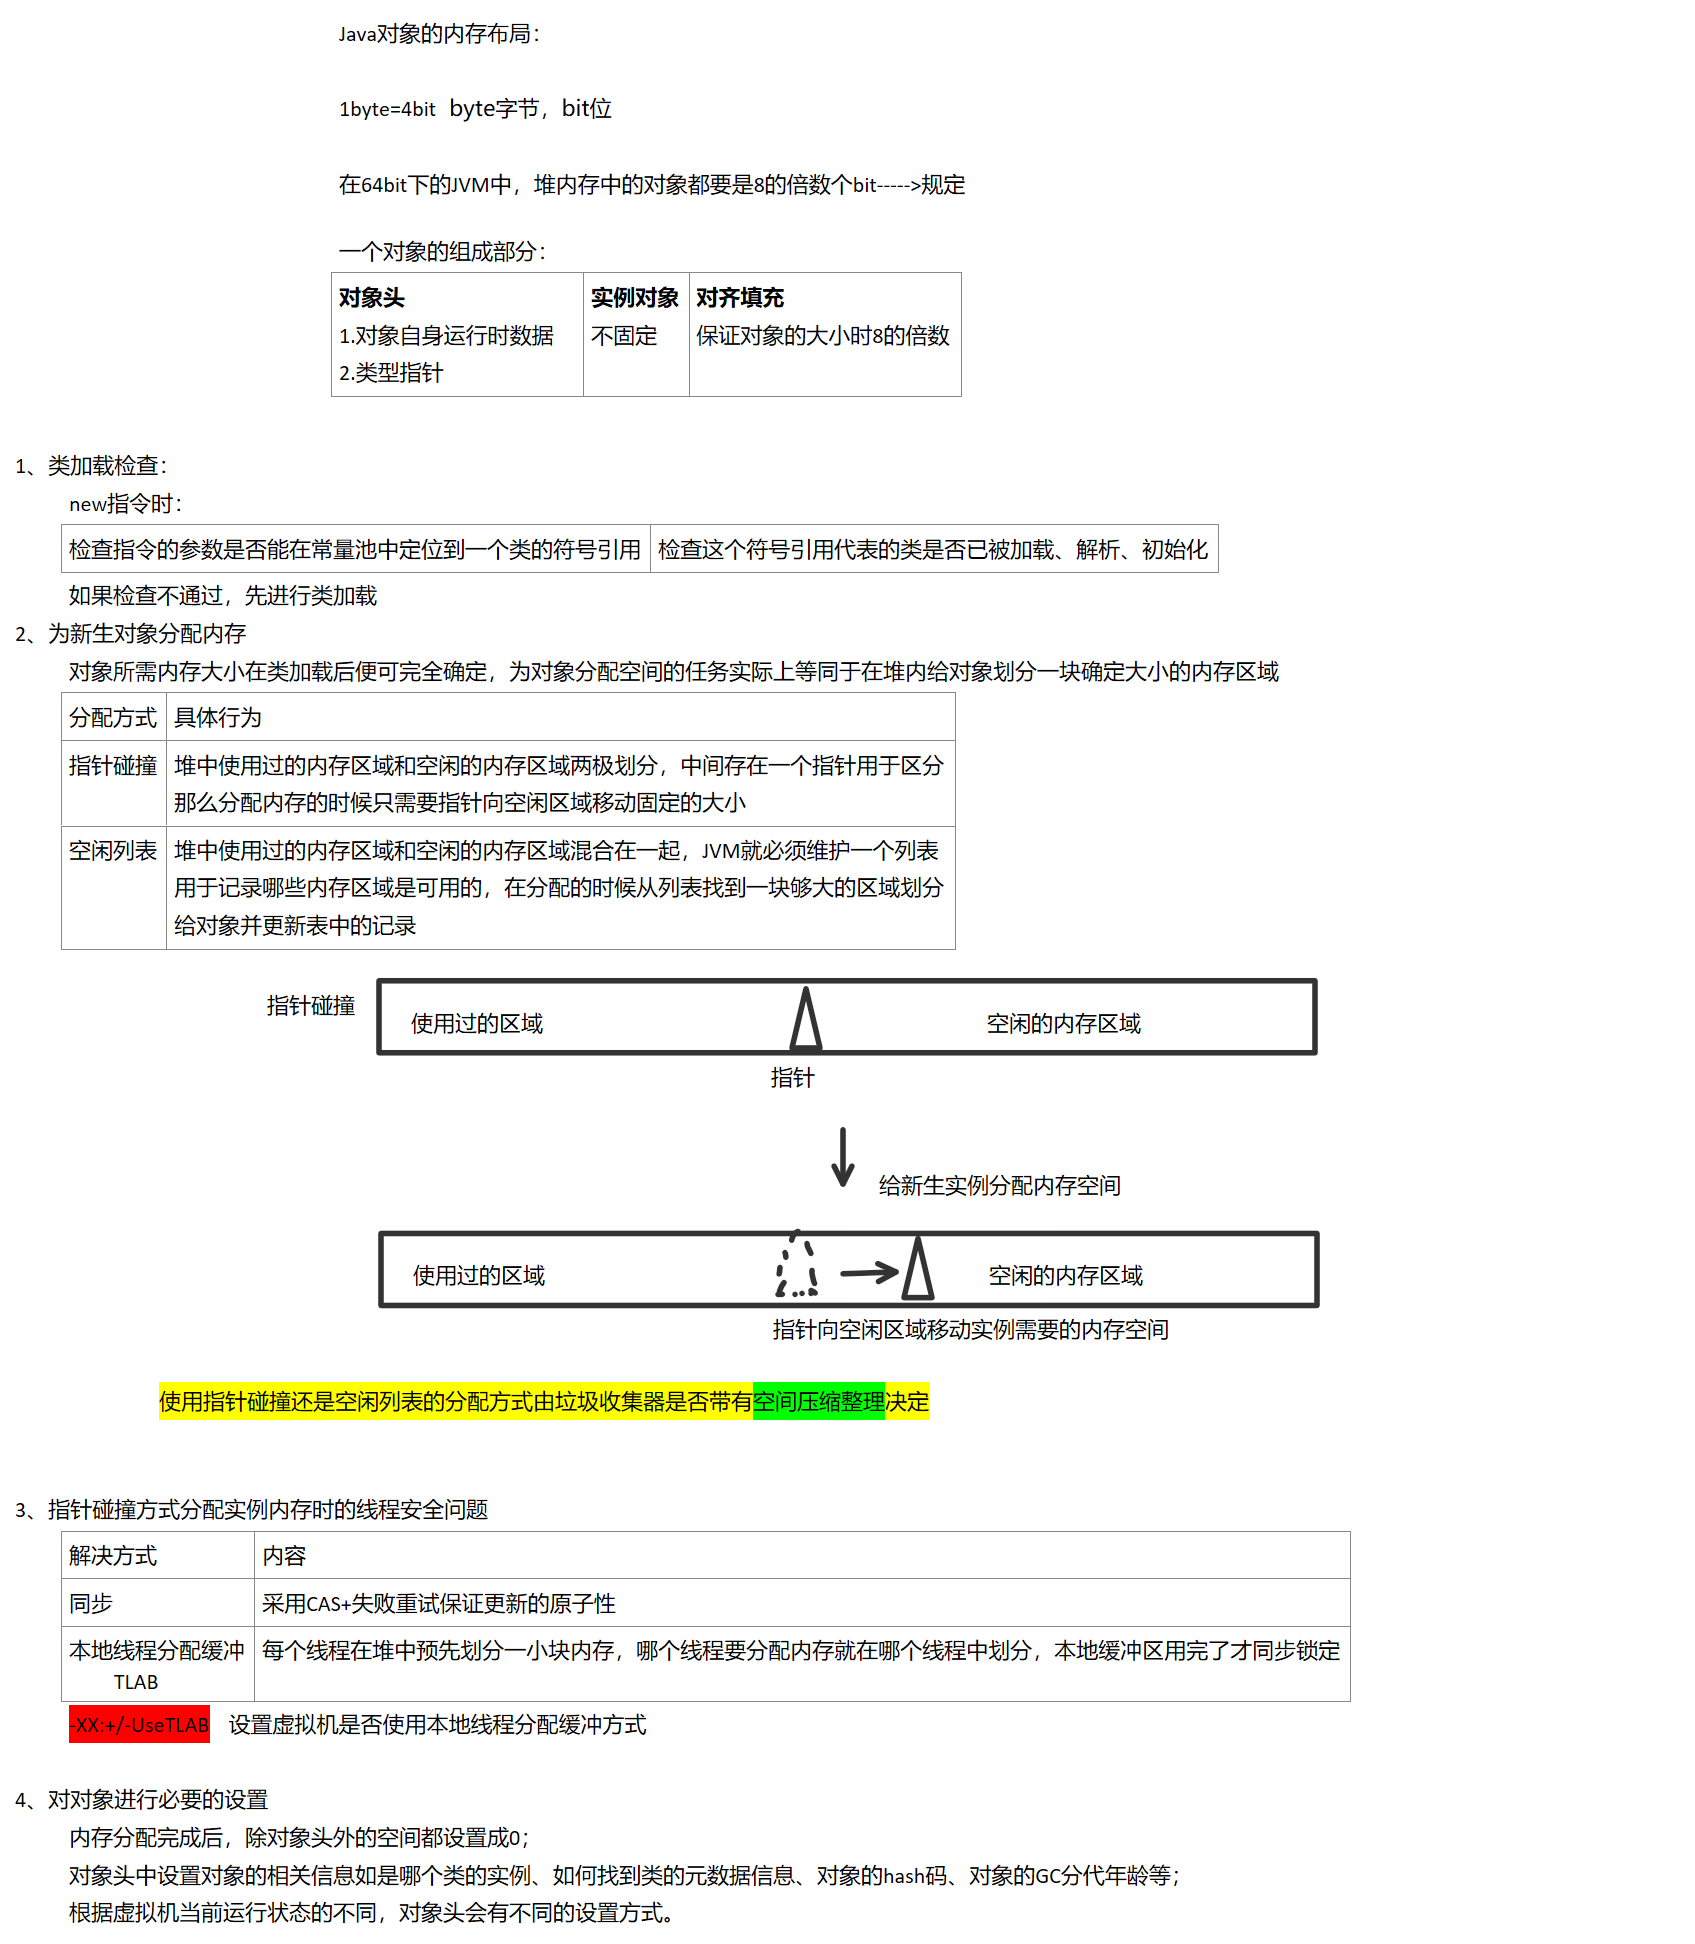 Java对象的内存布局：
1byte=4bit byte字节，bit位
在64bit下的JVM中，堆内存中的对象都要是8的倍数个bit----->规定
一个对象的组成部分：
对象头 实例对象 对齐填充
1.对象自身运行时数据 不固定 保证对象的大小时8的倍数
2.类型指针
1、类加载检查：
new指令时：
检查指令的参数是否能在常量池中定位到一个类的符号引用 检查这个符号引用代表的类是否已被加载、解析、初始化
如果检查不通过，先进行类加载
2、为新生对象分配内存
对象所需内存大小在类加载后便可完全确定，为对象分配空间的任务实际上等同于在堆内给对象划分一块确定大小的内存区域
分配方式 具体行为
指针碰撞 堆中使用过的内存区域和空闲的内存区域两极划分，中间存在一个指针用于区分
那么分配内存的时候只需要指针向空闲区域移动固定的大小
空闲列表 堆中使用过的内存区域和空闲的内存区域混合在一起，JVM就必须维护一个列表
用于记录哪些内存区域是可用的，在分配的时候从列表找到一块够大的区域划分
给对象并更新表中的记录
指针碰撞
使用过的区域 空闲的内存区域
指针
给新生实例分配内存空间
使用过的区域 空闲的内存区域
指针向空闲区域移动实例需要的内存空间
使用指针碰撞还是空闲列表的分配方式由垃圾收集器是否带有空间压缩整理决定
3、指针碰撞方式分配实例内存时的线程安全问题
解决方式 内容
同步 采用CAS+失败重试保证更新的原子性
本地线程分配缓冲 每个线程在堆中预先划分一小块内存，哪个线程要分配内存就在哪个线程中划分，本地缓冲区用完了才同步锁定
TLAB
-XX:+/-UseTLAB 设置虚拟机是否使用本地线程分配缓冲方式
4、对对象进行必要的设置
内存分配完成后，除对象头外的空间都设置成0；
对象头中设置对象的相关信息如是哪个类的实例、如何找到类的元数据信息、对象的hash码、对象的GC分代年龄等；
根据虚拟机当前运行状态的不同，对象头会有不同的设置方式。